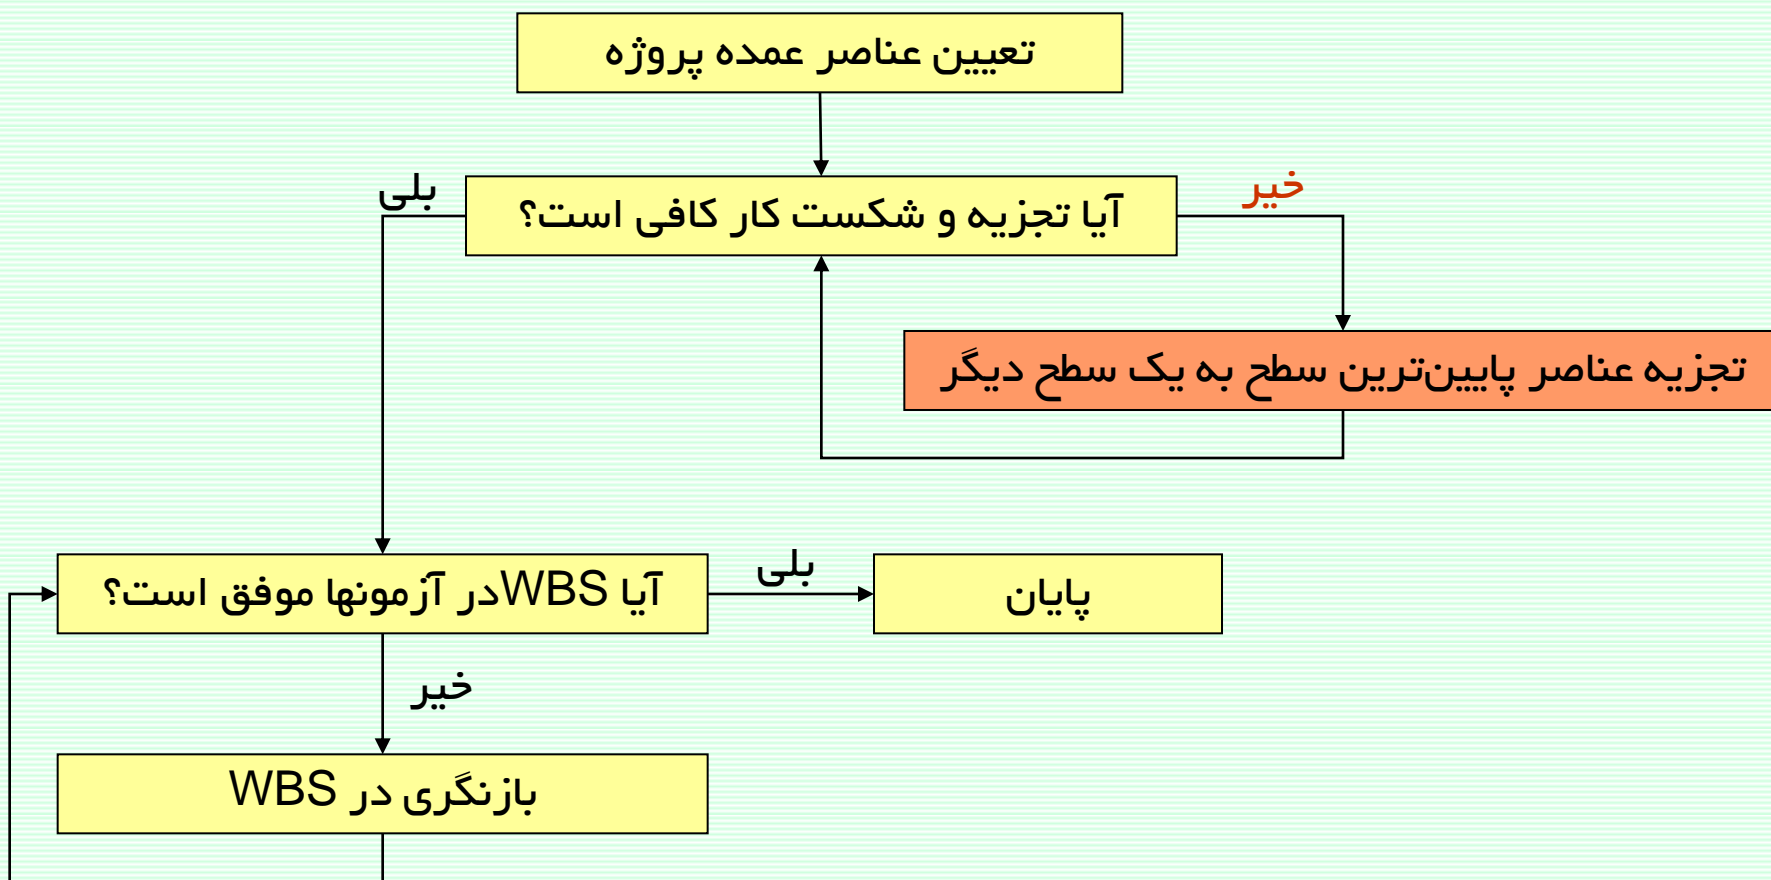 تعیین عناصر عمده پروژه
بلی
آیا تجزیه و شکست کار کافی است؟
خیر
تجزیه عناصر پایین‌ترین سطح به یک سطح دیگر
آیا WBSدر آزمونها موفق است؟
بلی
پایان
خیر
بازنگری در WBS